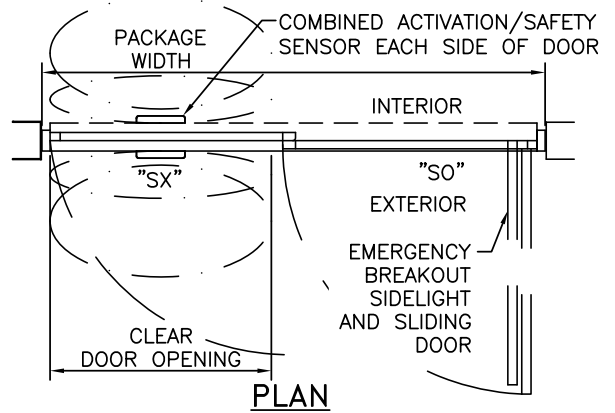 COMBINED ACTIVATION/SAFETY
SENSOR EACH SIDE OF DOOR
PACKAGE
WIDTH
INTERIOR
"SX"
"SO"
EXTERIOR
EMERGENCY
BREAKOUT
SIDELIGHT
AND SLIDING
DOOR
CLEAR
DOOR OPENING
PLAN